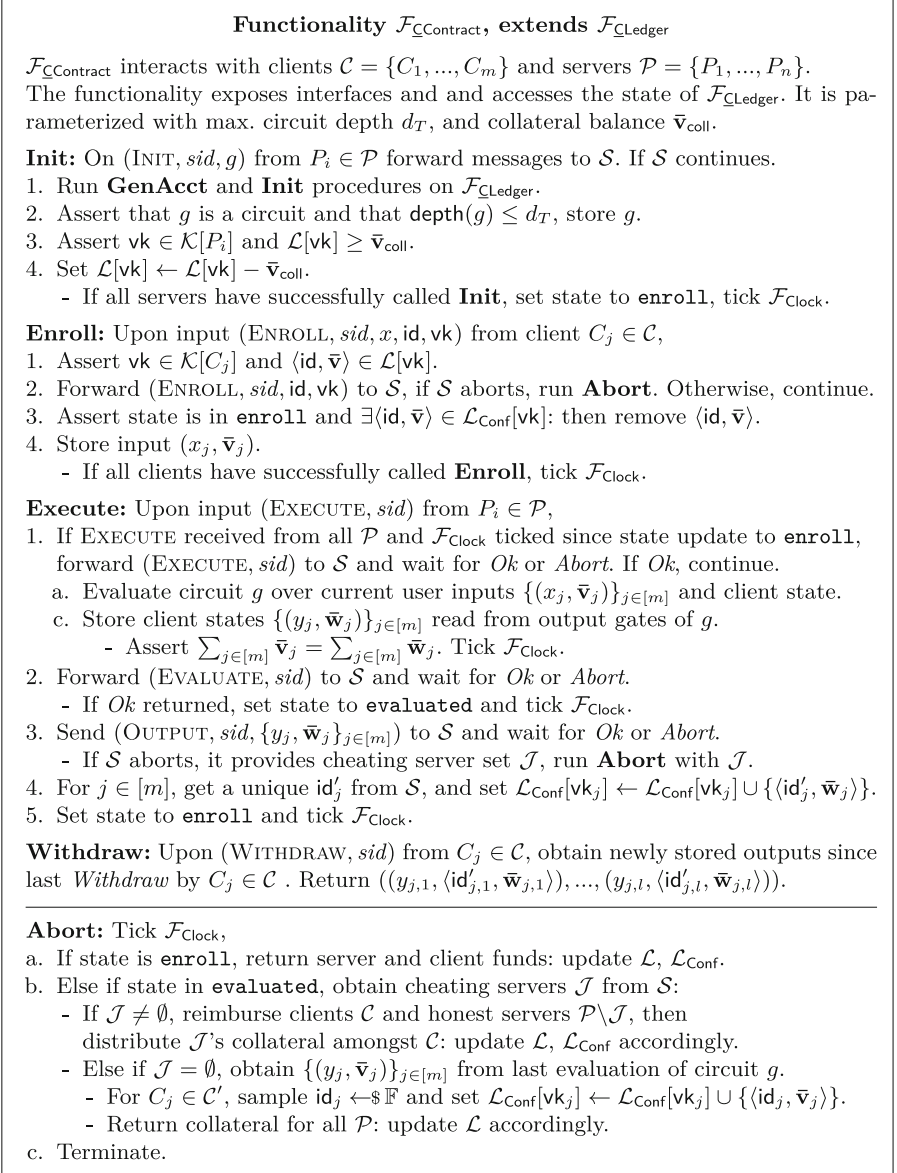 Functionality 𝓕_CContract, extends 𝓕_CLedger
𝓕_CContract interacts with clients 𝒞 = {C₁, ..., Cₘ} and servers 𝒫 = {P₁, ..., Pₙ}.
The functionality exposes interfaces and and accesses the state of 𝓕_CLedger. It is pa-
rameterized with max. circuit depth d_T, and collateral balance v̄_coll.
Init: On (INIT, sid, g) from P_i ∈ 𝒫 forward messages to 𝒮. If 𝒮 continues.
1. Run GenAcct and Init procedures on 𝓕_CLedger.
2. Assert that g is a circuit and that depth(g) ≤ d_T, store g.
3. Assert vk ∈ 𝒦[P_i] and ℒ[vk] ≥ v̄_coll.
4. Set ℒ[vk] ← ℒ[vk] − v̄_coll.
- If all servers have successfully called Init, set state to enroll, tick 𝓕_Clock.
Enroll: Upon input (ENROLL, sid, x, id, vk) from client C_j ∈ 𝒞,
1. Assert vk ∈ 𝒦[C_j] and ⟨id, v̄⟩ ∈ ℒ[vk].
2. Forward (ENROLL, sid, id, vk) to 𝒮, if 𝒮 aborts, run Abort. Otherwise, continue.
3. Assert state is in enroll and ∃⟨id, v̄⟩ ∈ ℒ_Conf[vk]: then remove ⟨id, v̄⟩.
4. Store input (x_j, v̄_j).
- If all clients have successfully called Enroll, tick 𝓕_Clock.
Execute: Upon input (EXECUTE, sid) from P_i ∈ 𝒫,
1. If EXECUTE received from all 𝒫 and 𝓕_Clock ticked since state update to enroll,
forward (EXECUTE, sid) to 𝒮 and wait for Ok or Abort. If Ok, continue.
a. Evaluate circuit g over current user inputs {(x_j, v̄_j)}_{j∈[m]} and client state.
c. Store client states {(y_j, w̄_j)}_{j∈[m]} read from output gates of g.
- Assert ∑_{j∈[m]} v̄_j = ∑_{j∈[m]} w̄_j. Tick 𝓕_Clock.
2. Forward (EVALUATE, sid) to 𝒮 and wait for Ok or Abort.
- If Ok returned, set state to evaluated and tick 𝓕_Clock.
3. Send (OUTPUT, sid, {y_j, w̄_j}_{j∈[m]}) to 𝒮 and wait for Ok or Abort.
- If 𝒮 aborts, it provides cheating server set 𝒥, run Abort with 𝒥.
4. For j ∈ [m], get a unique id′_j from 𝒮, and set ℒ_Conf[vk_j] ← ℒ_Conf[vk_j] ∪ {⟨id′_j, w̄_j⟩}.
5. Set state to enroll and tick 𝓕_Clock.
Withdraw: Upon (WITHDRAW, sid) from C_j ∈ 𝒞, obtain newly stored outputs since
last Withdraw by C_j ∈ 𝒞 . Return ((y_{j,1}, ⟨id′_{j,1}, w̄_{j,1}⟩), ..., (y_{j,l}, ⟨id′_{j,l}, w̄_{j,l}⟩)).
Abort: Tick 𝓕_Clock,
a. If state is enroll, return server and client funds: update ℒ, ℒ_Conf.
b. Else if state in evaluated, obtain cheating servers 𝒥 from 𝒮:
- If 𝒥 ≠ ∅, reimburse clients 𝒞 and honest servers 𝒫\𝒥, then
distribute 𝒥's collateral amongst 𝒞: update ℒ, ℒ_Conf accordingly.
- Else if 𝒥 = ∅, obtain {(y_j, v̄_j)}_{j∈[m]} from last evaluation of circuit g.
- For C_j ∈ 𝒞′, sample id_j ←$ 𝔽 and set ℒ_Conf[vk_j] ← ℒ_Conf[vk_j] ∪ {⟨id_j, v̄_j⟩}.
- Return collateral for all 𝒫: update ℒ accordingly.
c. Terminate.